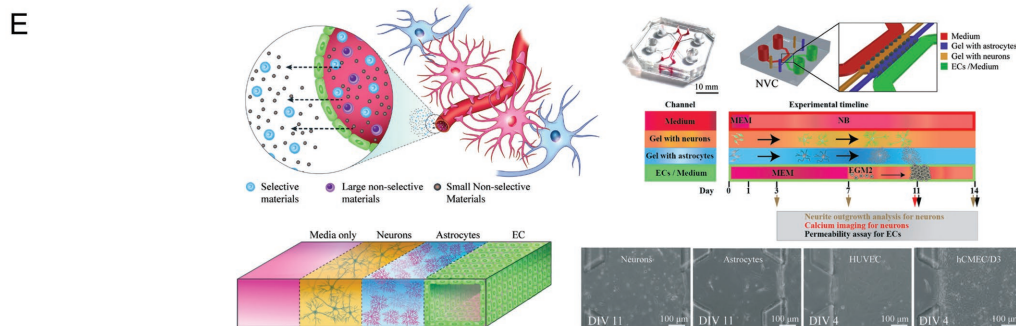 E
Selective
materials
Large non-selective
materials
Small Non-selective
Materials
Media only
Neurons
Astrocytes
EC
10 mm
NVC
Medium
Gel with astrocytes
Gel with neurons
ECs /Medium
Channel
Experimental timeline
Medium
MEM
NB
Gel with neurons
Gel with astrocytes
ECs / Medium
MEM
EGM2
Day
0
1
3
7
11
14
Neurite outgrowth analysis for neurons
Calcium imaging for neurons
Permeability assay for ECs
Neurons
DIV 11
100 µm
Astrocytes
DIV 11
100 µm
HUVEC
DIV 4
100 µm
hCMEC/D3
DIV 4
100 µm